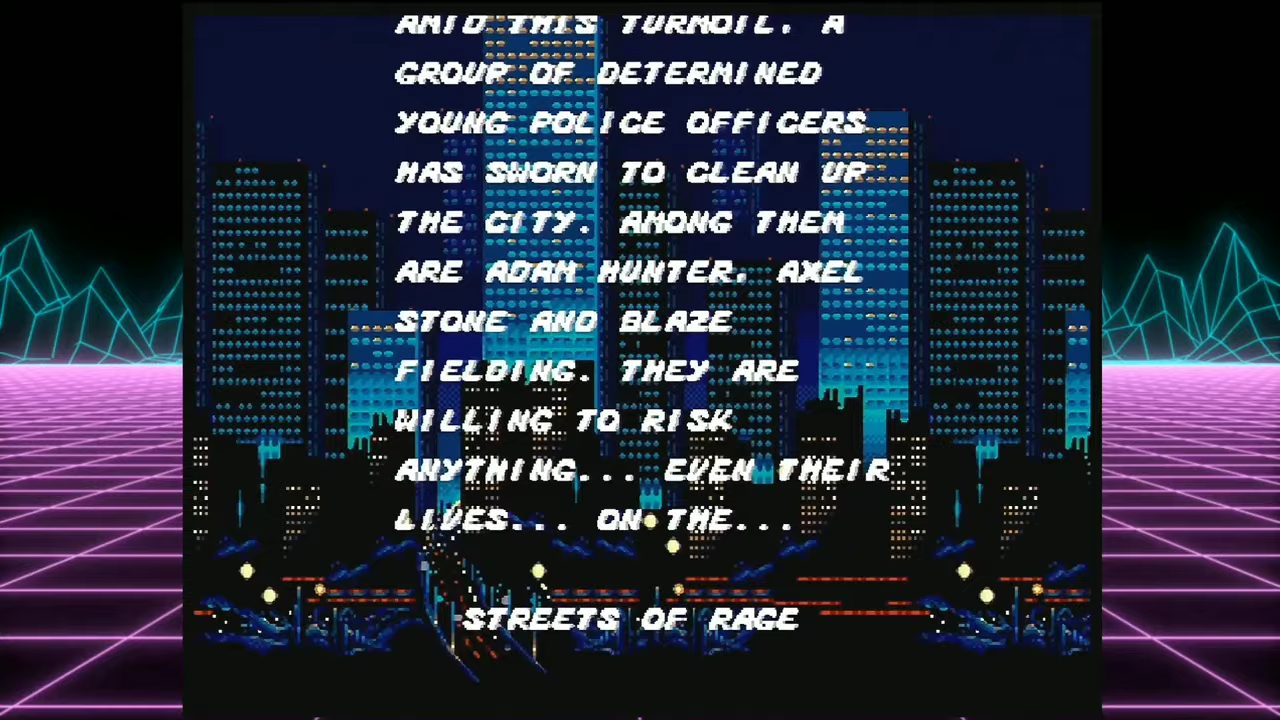 AMID THIS TURMOIL. A
GROUP OF DETERMINED
YOUNG POLICE OFFICERS
HAS SWORN TO CLEAN UP
THE CITY. AMONG THEM
ARE ADAM HUNTER. AXEL
STONE AND BLAZE
FIELDING. THEY ARE
WILLING TO RISK
ANYTHING... EVEN THEIR
LIVES... ON THE...
STREETS OF RAGE